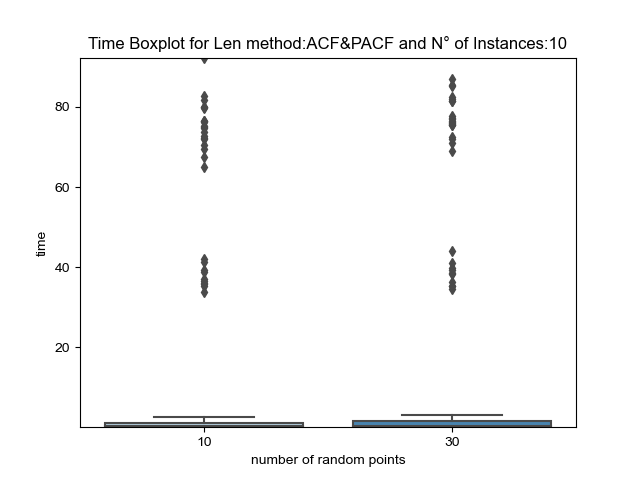 Time Boxplot for Len method:ACF&PACF and N° of Instances:10
80
60
40
20
time
10
30
number of random points